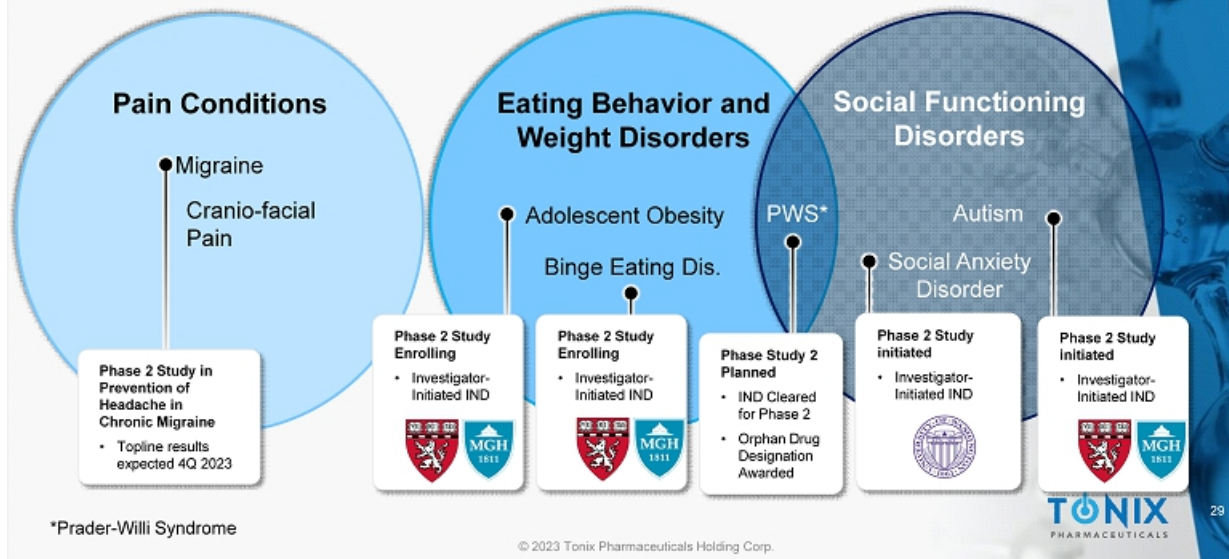 Pain Conditions
Migraine
Cranio-facial
Pain
Phase 2 Study in
Prevention of
Headache in
Chronic Migraine
• Topline results
expected 4Q 2023
Eating Behavior and
Weight Disorders
Adolescent Obesity
Binge Eating Dis.
PWS*
Phase 2 Study
Enrolling
• Investigator-
Initiated IND
MGH
1811
Phase 2 Study
Enrolling
• Investigator-
Initiated IND
MGH
1811
Phase Study 2
Planned
• IND Cleared
for Phase 2
• Orphan Drug
Designation
Awarded
Social Functioning
Disorders
Autism
Social Anxiety
Disorder
Phase 2 Study
initiated
• Investigator-
Initiated IND
Phase 2 Study
initiated
• Investigator-
Initiated IND
MGH
1811
*Prader-Willi Syndrome
© 2023 Tonix Pharmaceuticals Holding Corp.
TONIX
PHARMACEUTICALS
29